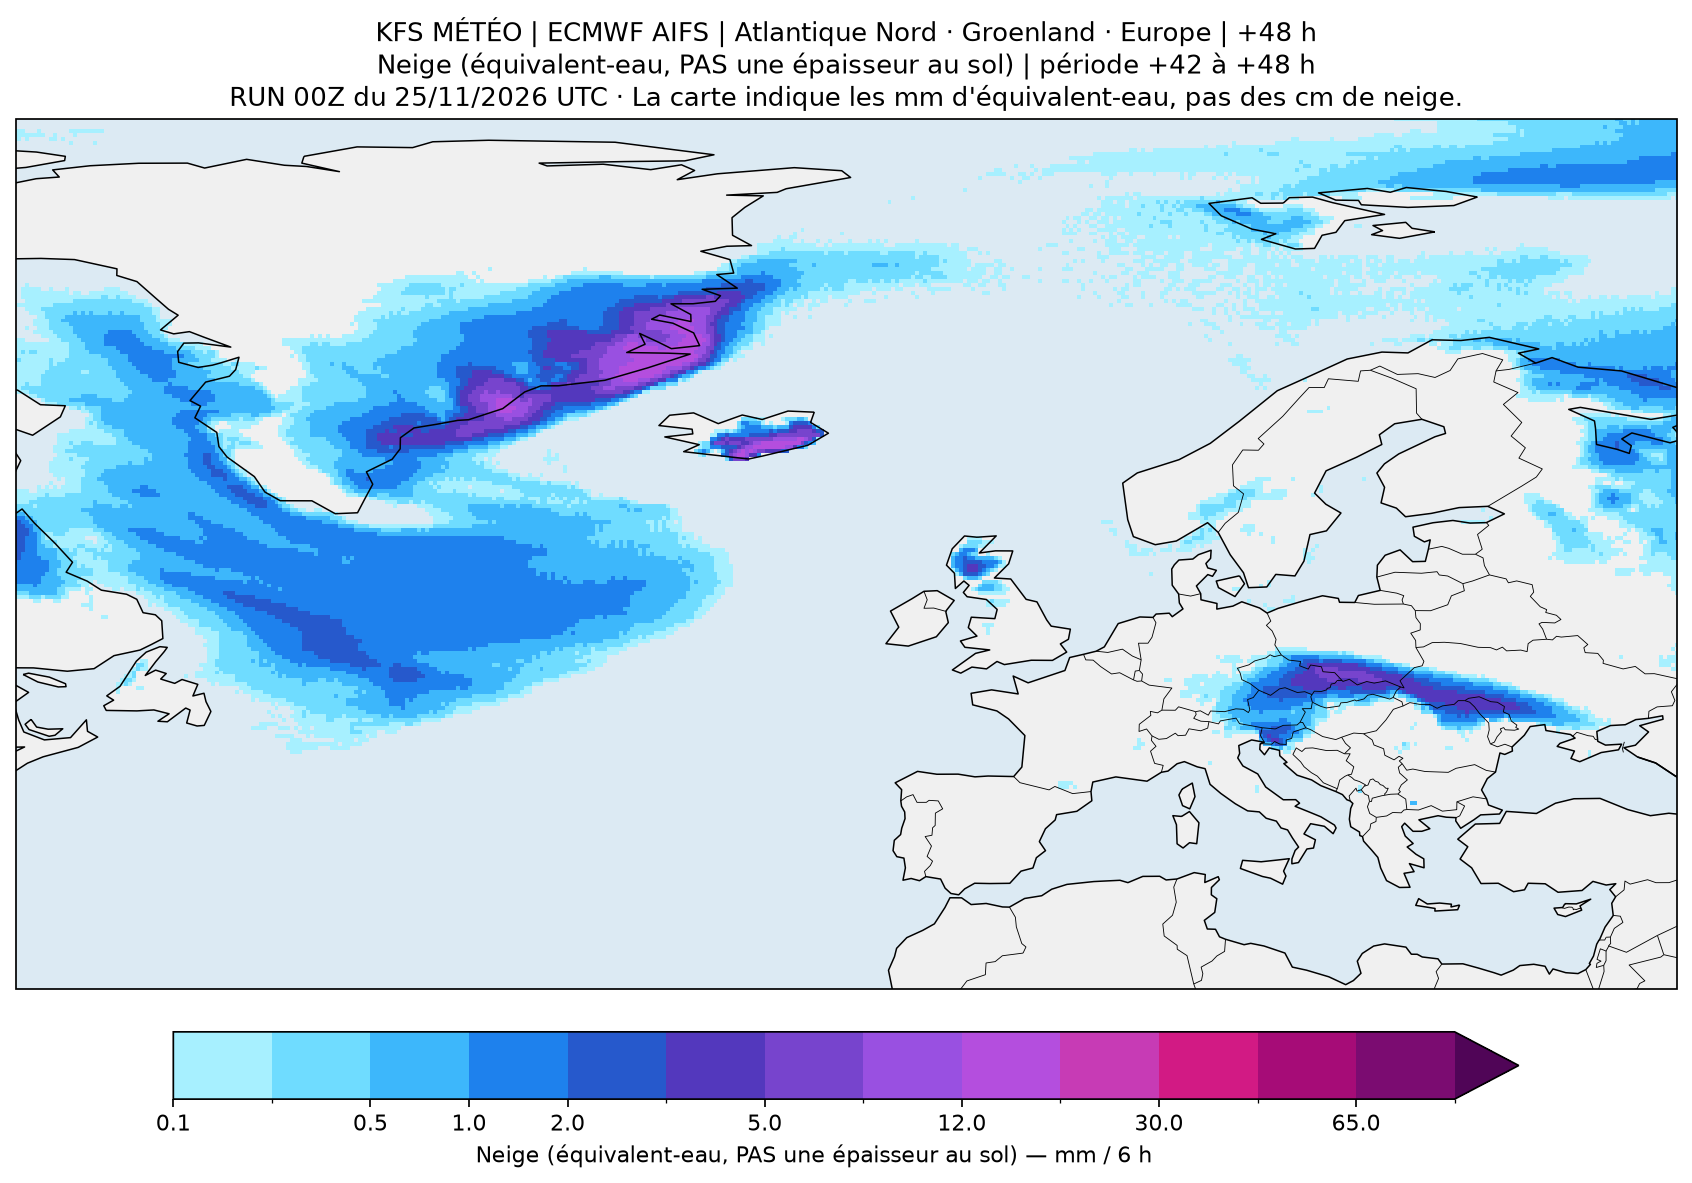 KFS MÉTÉO | ECMWF AIFS | Atlantique Nord · Groenland · Europe | +48 h
Neige (équivalent-eau, PAS une épaisseur au sol) | période +42 à +48 h
RUN 00Z du 25/11/2026 UTC · La carte indique les mm d'équivalent-eau, pas des cm de neige.
0.1 0.5 1.0 2.0 5.0 12.0 30.0 65.0
Neige (équivalent-eau, PAS une épaisseur au sol) — mm / 6 h